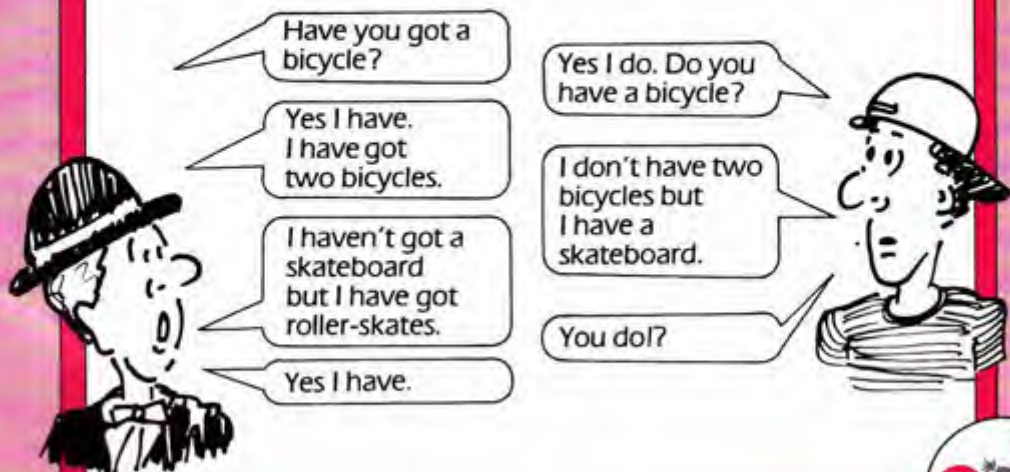 Have you got a
bicycle?
Yes I do. Do you
have a bicycle?
Yes I have.
I have got
two bicycles.
I don't have two
bicycles but
I have a
skateboard.
I haven't got a
skateboard
but I have got
roller-skates.
You do!?
Yes I have.